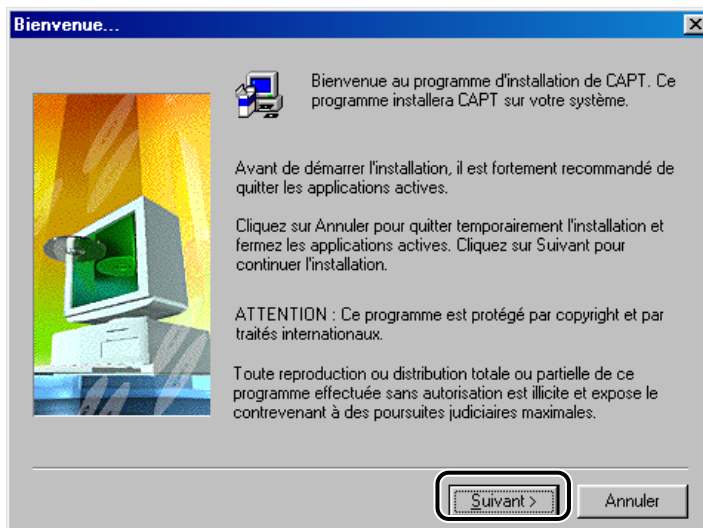 Bienvenue...
Bienvenue au programme d'installation de CAPT. Ce
programme installera CAPT sur votre système.
Avant de démarrer l'installation, il est fortement recommandé de
quitter les applications actives.
Cliquez sur Annuler pour quitter temporairement l'installation et
fermez les applications actives. Cliquez sur Suivant pour
continuer l'installation.
ATTENTION : Ce programme est protégé par copyright et par
traités internationaux.
Toute reproduction ou distribution totale ou partielle de ce
programme effectuée sans autorisation est illicite et expose le
contrevenant à des poursuites judiciaires maximales.
Suivant >
Annuler